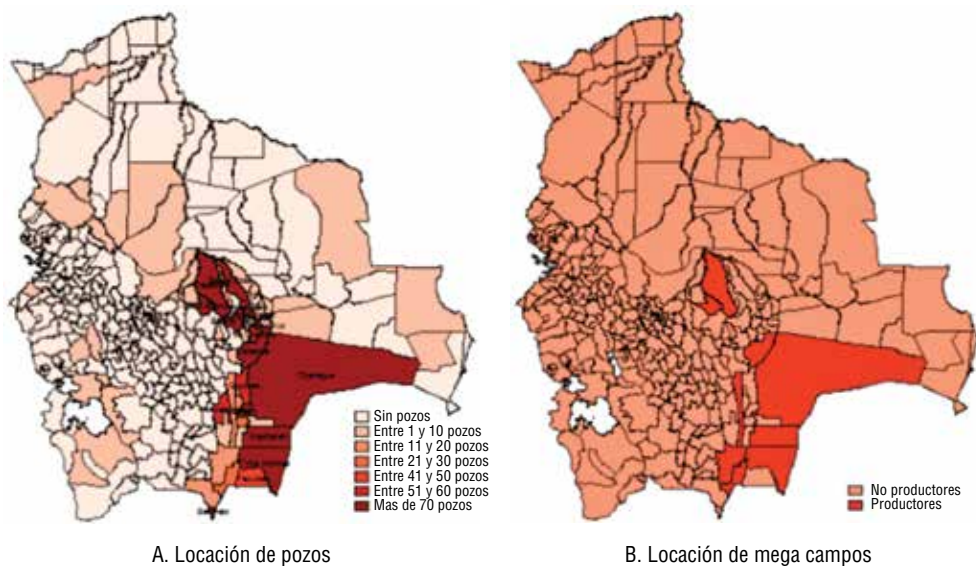 Sin pozos
Entre 1 y 10 pozos
Entre 11 y 20 pozos
Entre 21 y 30 pozos
Entre 41 y 50 pozos
Entre 51 y 60 pozos
Mas de 70 pozos
No productores
Productores
A. Locación de pozos
B. Locación de mega campos